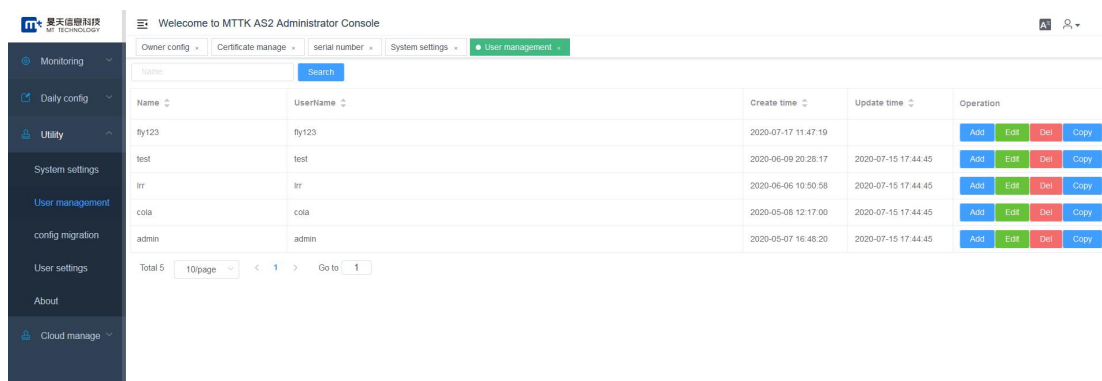 旻天信息科技
MT TECHNOLOGY
Welecome to MTTK AS2 Administrator Console
Owner config × Certificate manage × serial number × System settings × User management ×
Monitoring
Daily config
Utility
System settings
User management
config migration
User settings
About
Cloud manage
Name Search
Name UserName Create time Update time Operation
fly123 fly123 2020-07-17 11:47:19 Add Edit Del Copy
test test 2020-06-09 20:28:17 2020-07-15 17:44:45 Add Edit Del Copy
lrr lrr 2020-06-06 10:50:58 2020-07-15 17:44:45 Add Edit Del Copy
cola cola 2020-05-08 12:17:00 2020-07-15 17:44:45 Add Edit Del Copy
admin admin 2020-05-07 16:48:20 2020-07-15 17:44:45 Add Edit Del Copy
Total 5 10/page < 1 > Go to 1